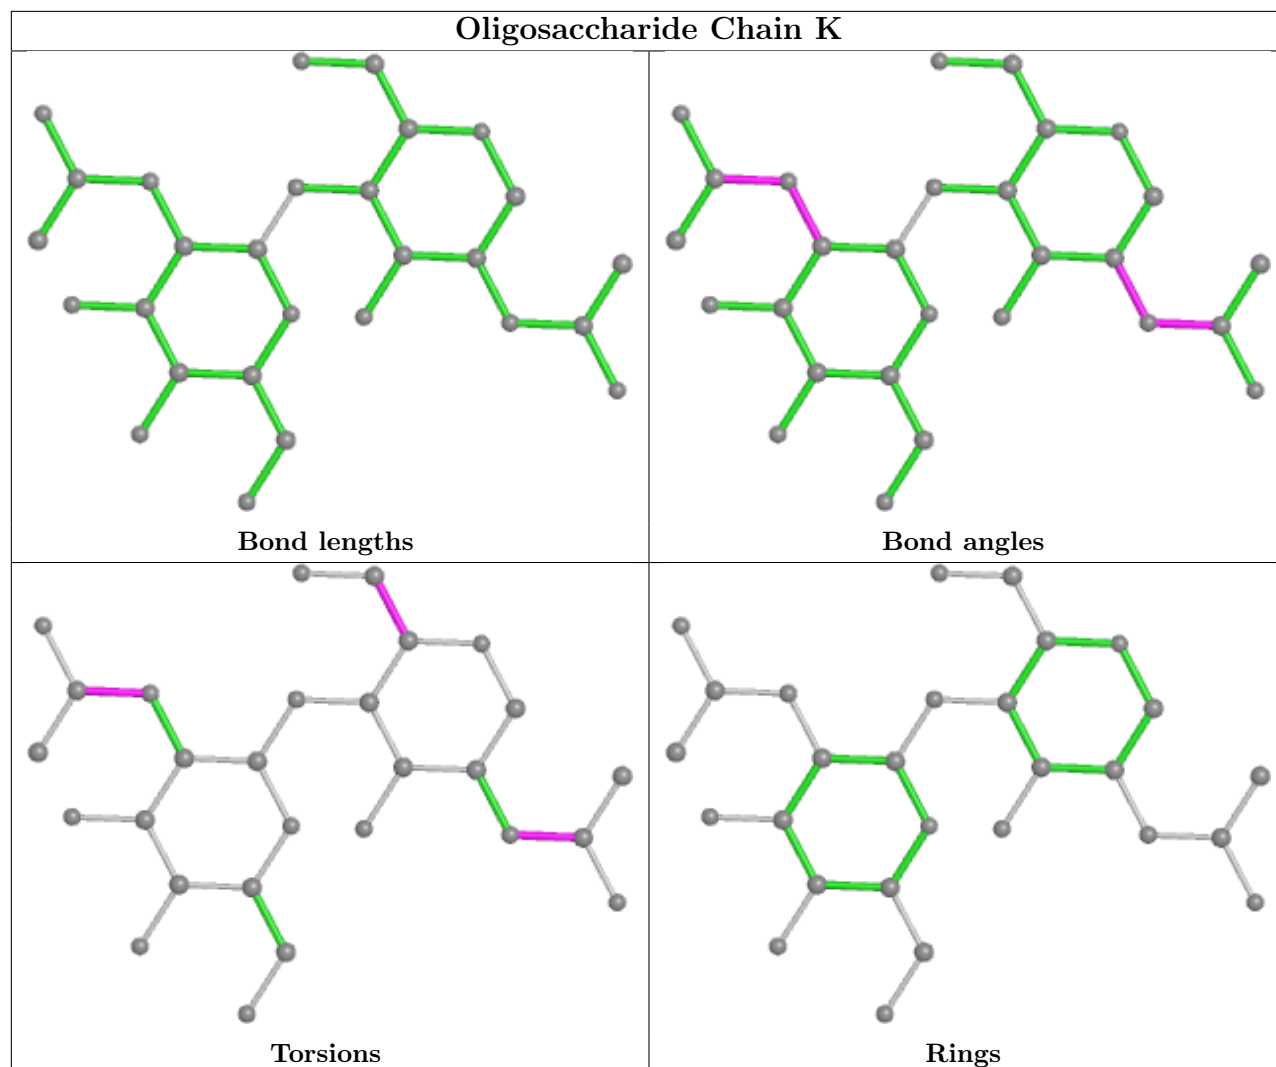 Oligosaccharide Chain K
Bond lengths
Bond angles
Torsions
Rings